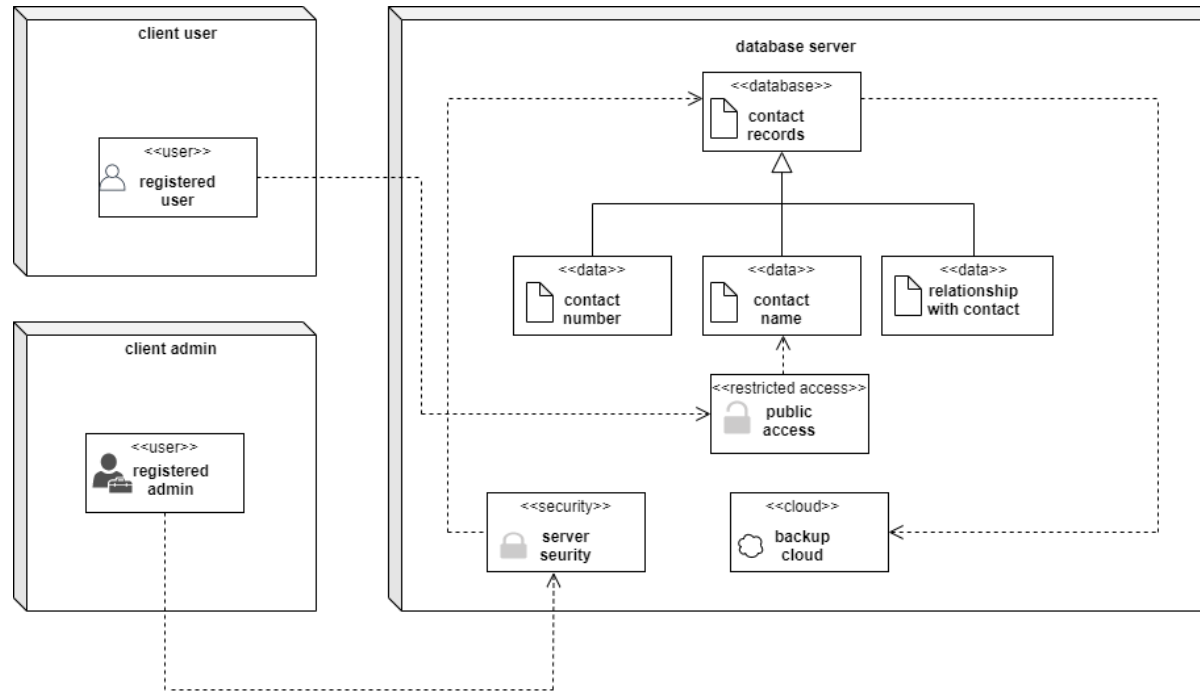 client user
<<user>>
registered
user
client admin
<<user>>
registered
admin
database server
<<database>>
contact
records
<<data>>
contact
number
<<data>>
contact
name
<<data>>
relationship
with contact
<<restricted access>>
public
access
<<security>>
server
seurity
<<cloud>>
backup
cloud